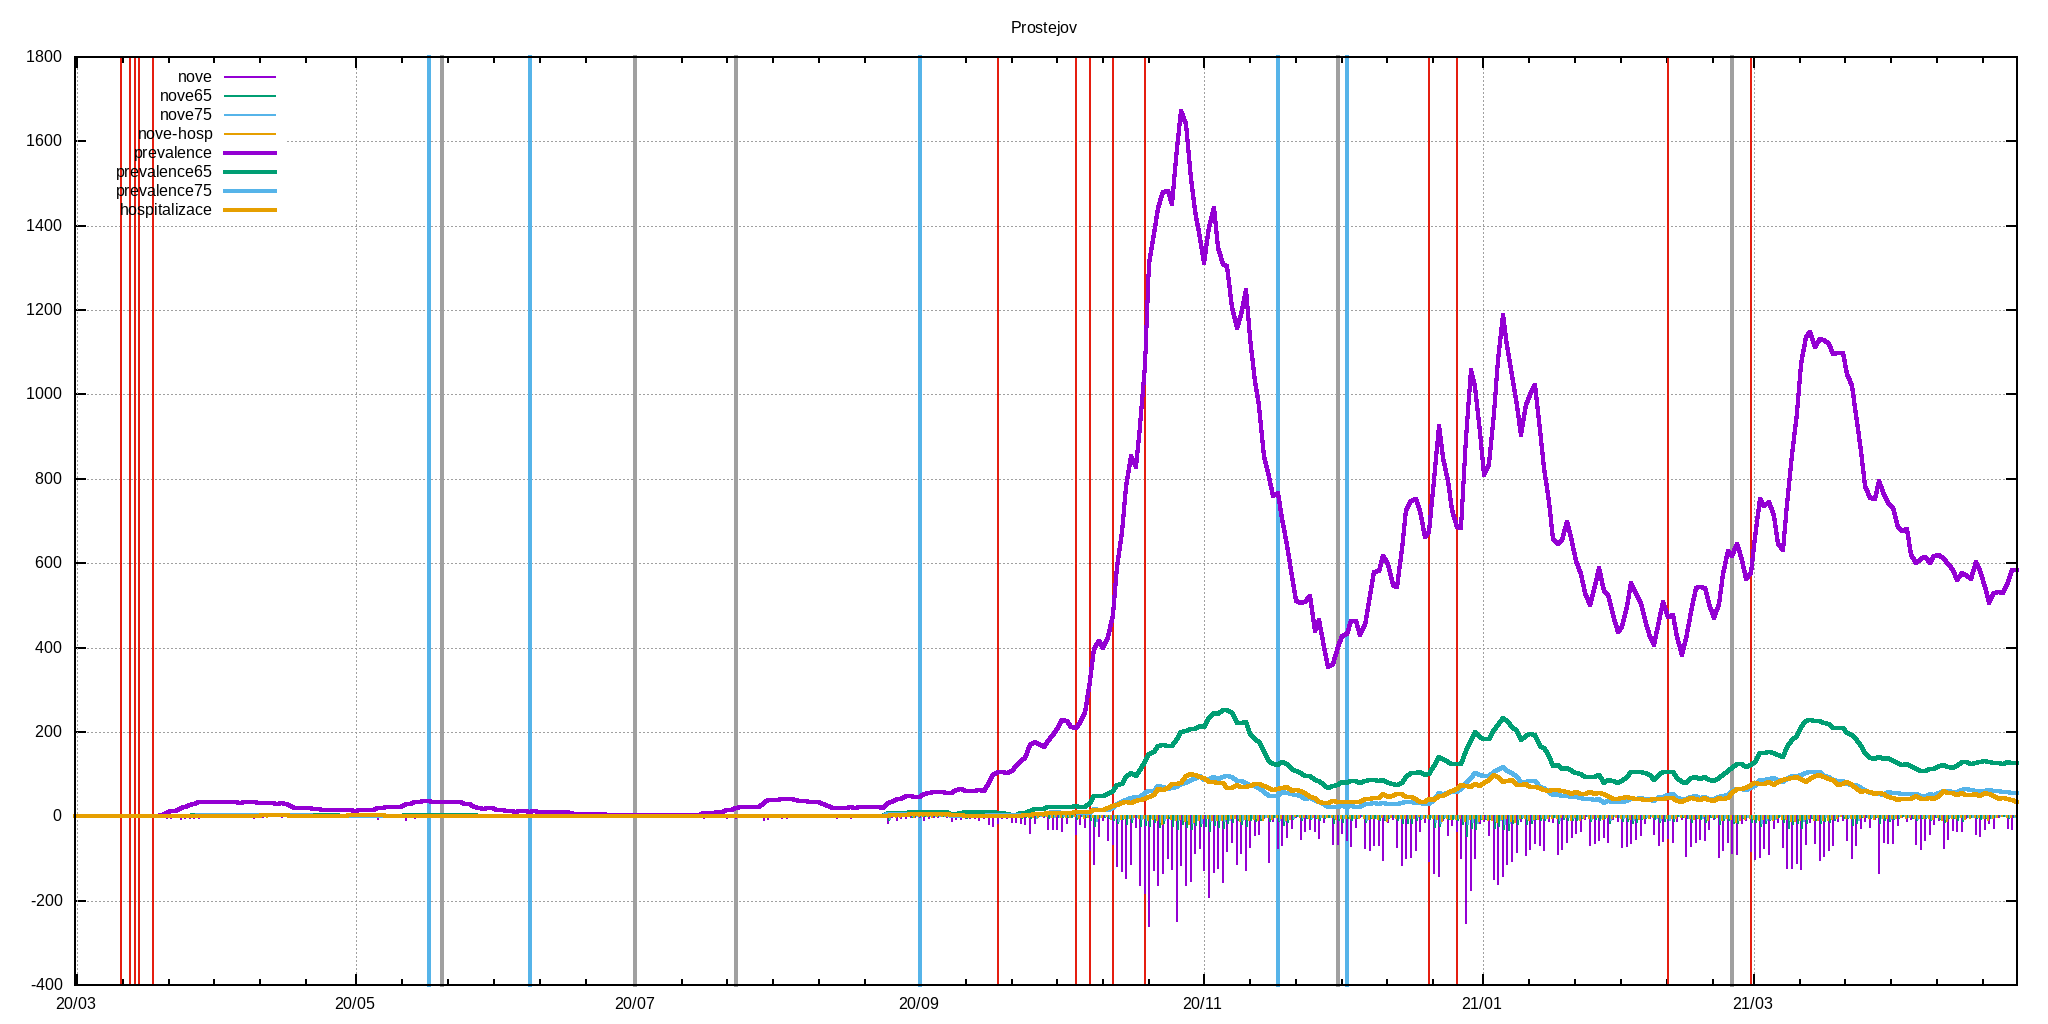 Prostejov
1800
1600
1400
1200
1000
800
600
400
200
0
-200
-400
nove
nove65
nove75
nove-hosp
prevalence
prevalence65
prevalence75
hospitalizace
20/03 20/05 20/07 20/09 20/11 21/01 21/03